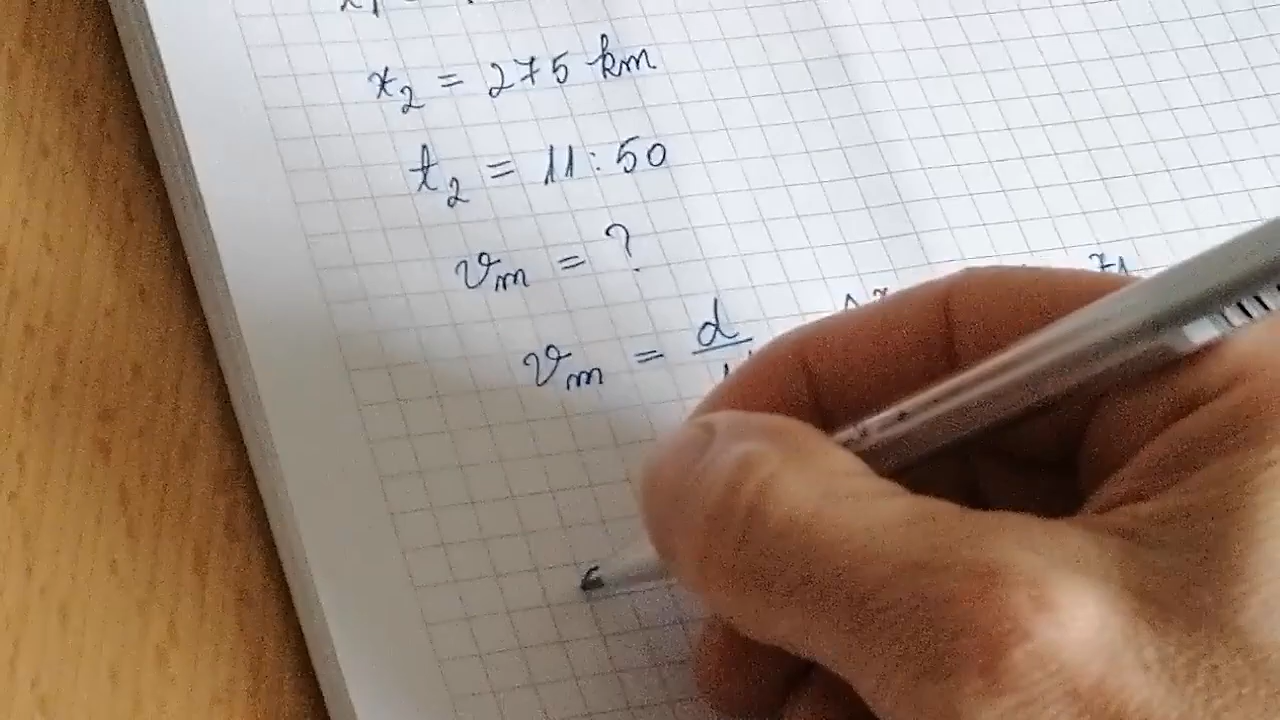 x₂ = 275 km
t₂ = 11:50
vₘ = ?
vₘ = d